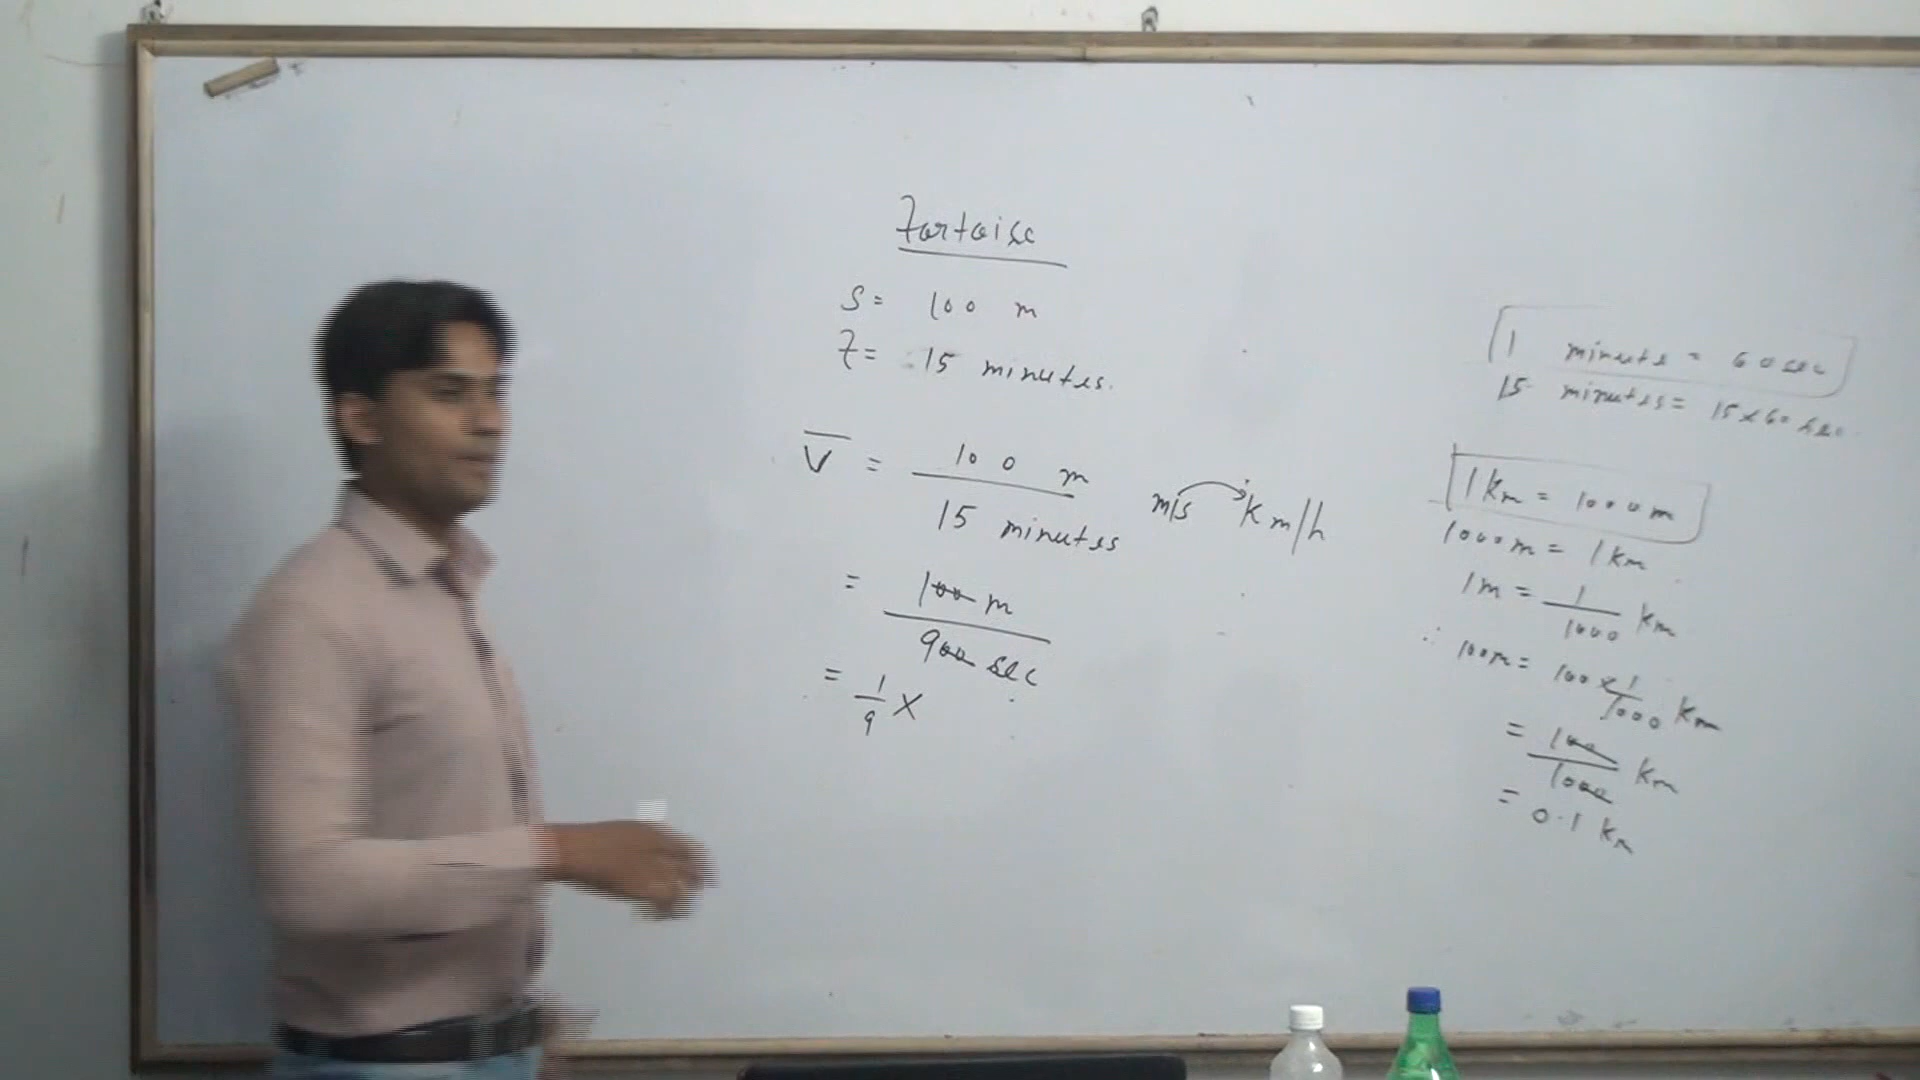 Tortoise
S = 100 m
t = 15 minutes.
V = 100 m / 15 minutes
m/s → km/h
= 100 m / 900 sec
= 1/9 X
1 minute = 60 sec
15 minutes = 15 x 60 sec
1 km = 1000 m
1000 m = 1 km
1 m = 1/1000 km
∴ 100 m = 100 x 1/1000 km
= 100/1000 km
= 0.1 km